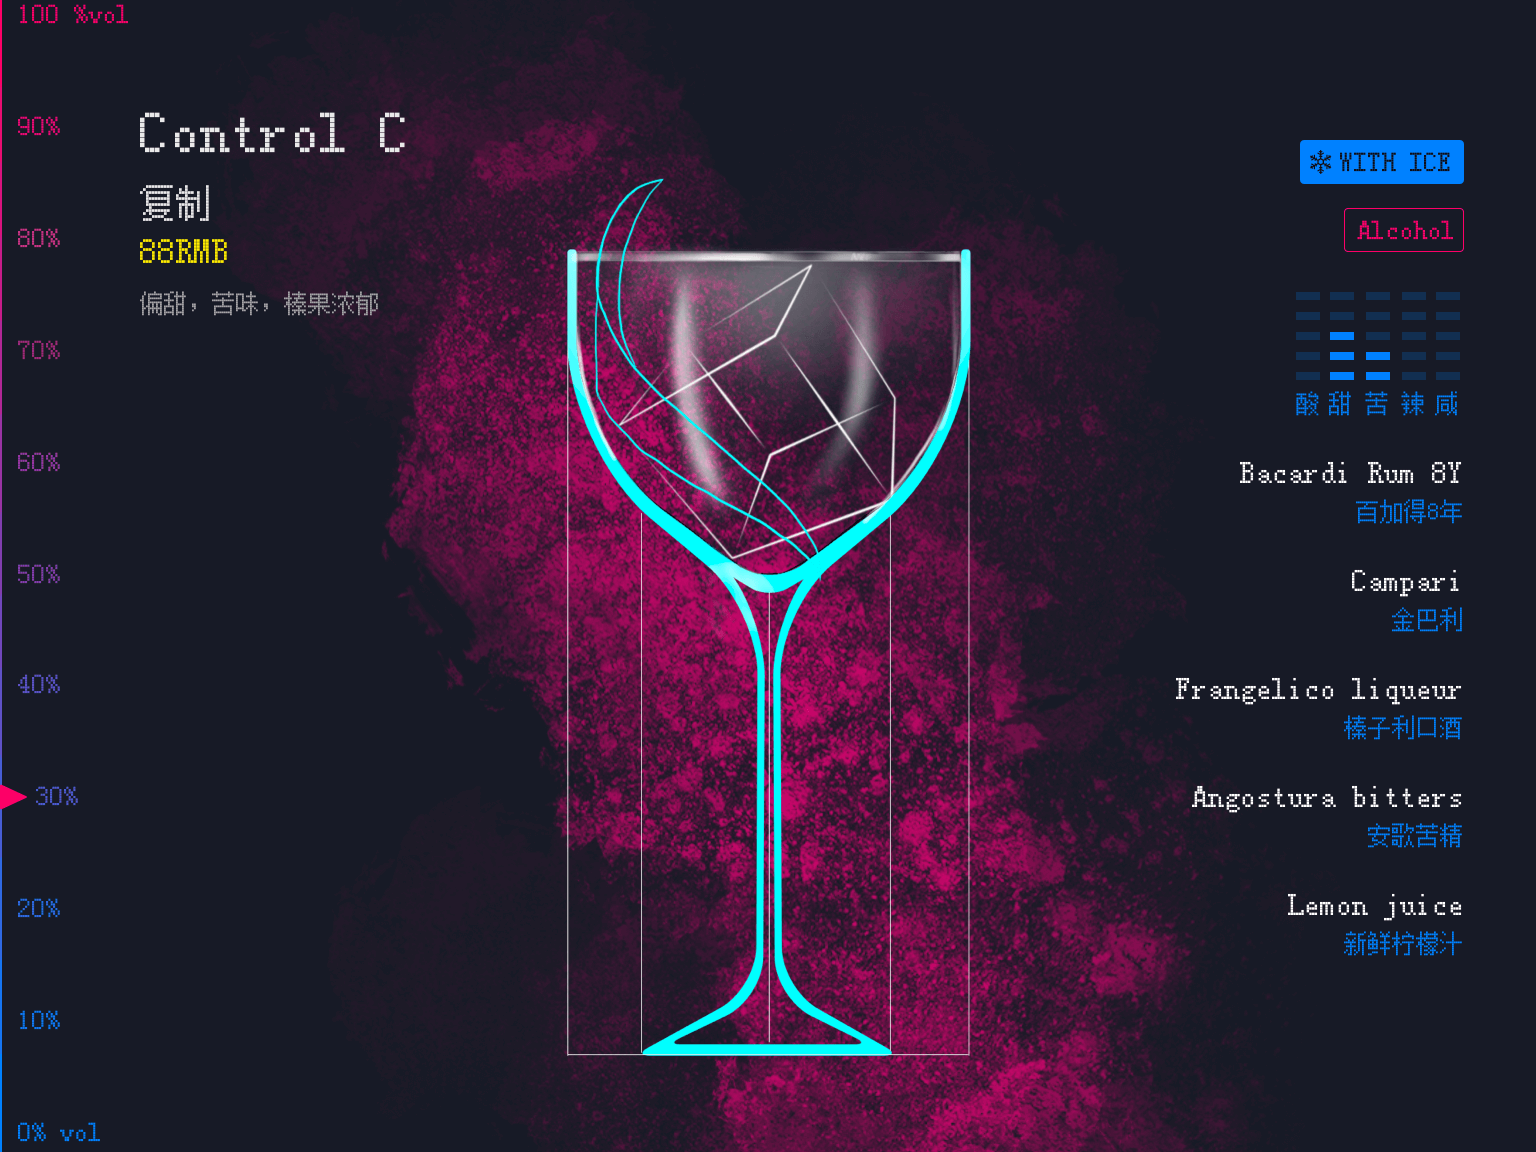 100 %vol
90%
80%
70%
60%
50%
40%
30%
20%
10%
0% vol
Control C
复制
88RMB
偏甜，苦味，榛果浓郁
WITH ICE
Alcohol
酸 甜 苦 辣 咸
Bacardi Rum 8Y
百加得8年
Campari
金巴利
Frangelico liqueur
榛子利口酒
Angostura bitters
安歌苦精
Lemon juice
新鲜柠檬汁